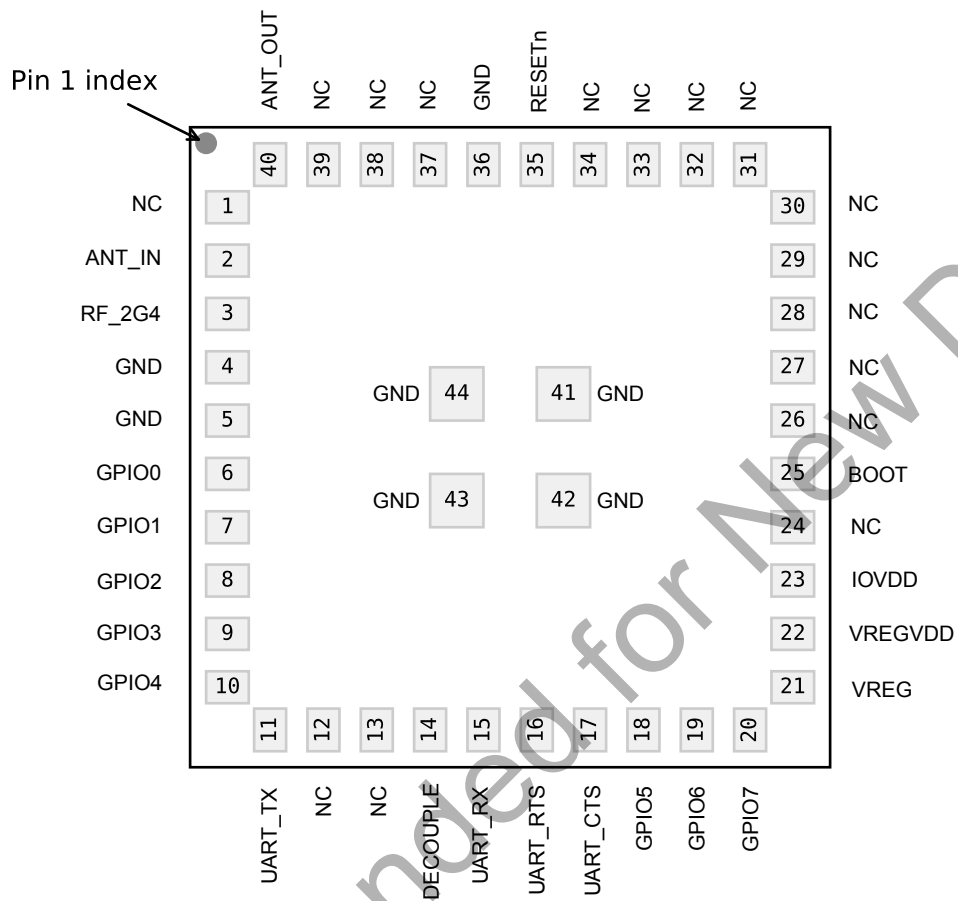 Pin 1 index
ANT_OUT
NC
NC
NC
GND
RESETn
NC
NC
NC
NC
40
39
38
37
36
35
34
33
32
31
NC 1
ANT_IN 2
RF_2G4 3
GND 4
GND 5
GPIO0 6
GPIO1 7
GPIO2 8
GPIO3 9
GPIO4 10
GND 44
41 GND
GND 43
42 GND
30 NC
29 NC
28 NC
27 NC
26 NC
25 BOOT
24 NC
23 IOVDD
22 VREGVDD
21 VREG
11
12
13
14
15
16
17
18
19
20
UART_TX
NC
NC
DECOUPLE
UART_RX
UART_RTS
UART_CTS
GPIO5
GPIO6
GPIO7
for New